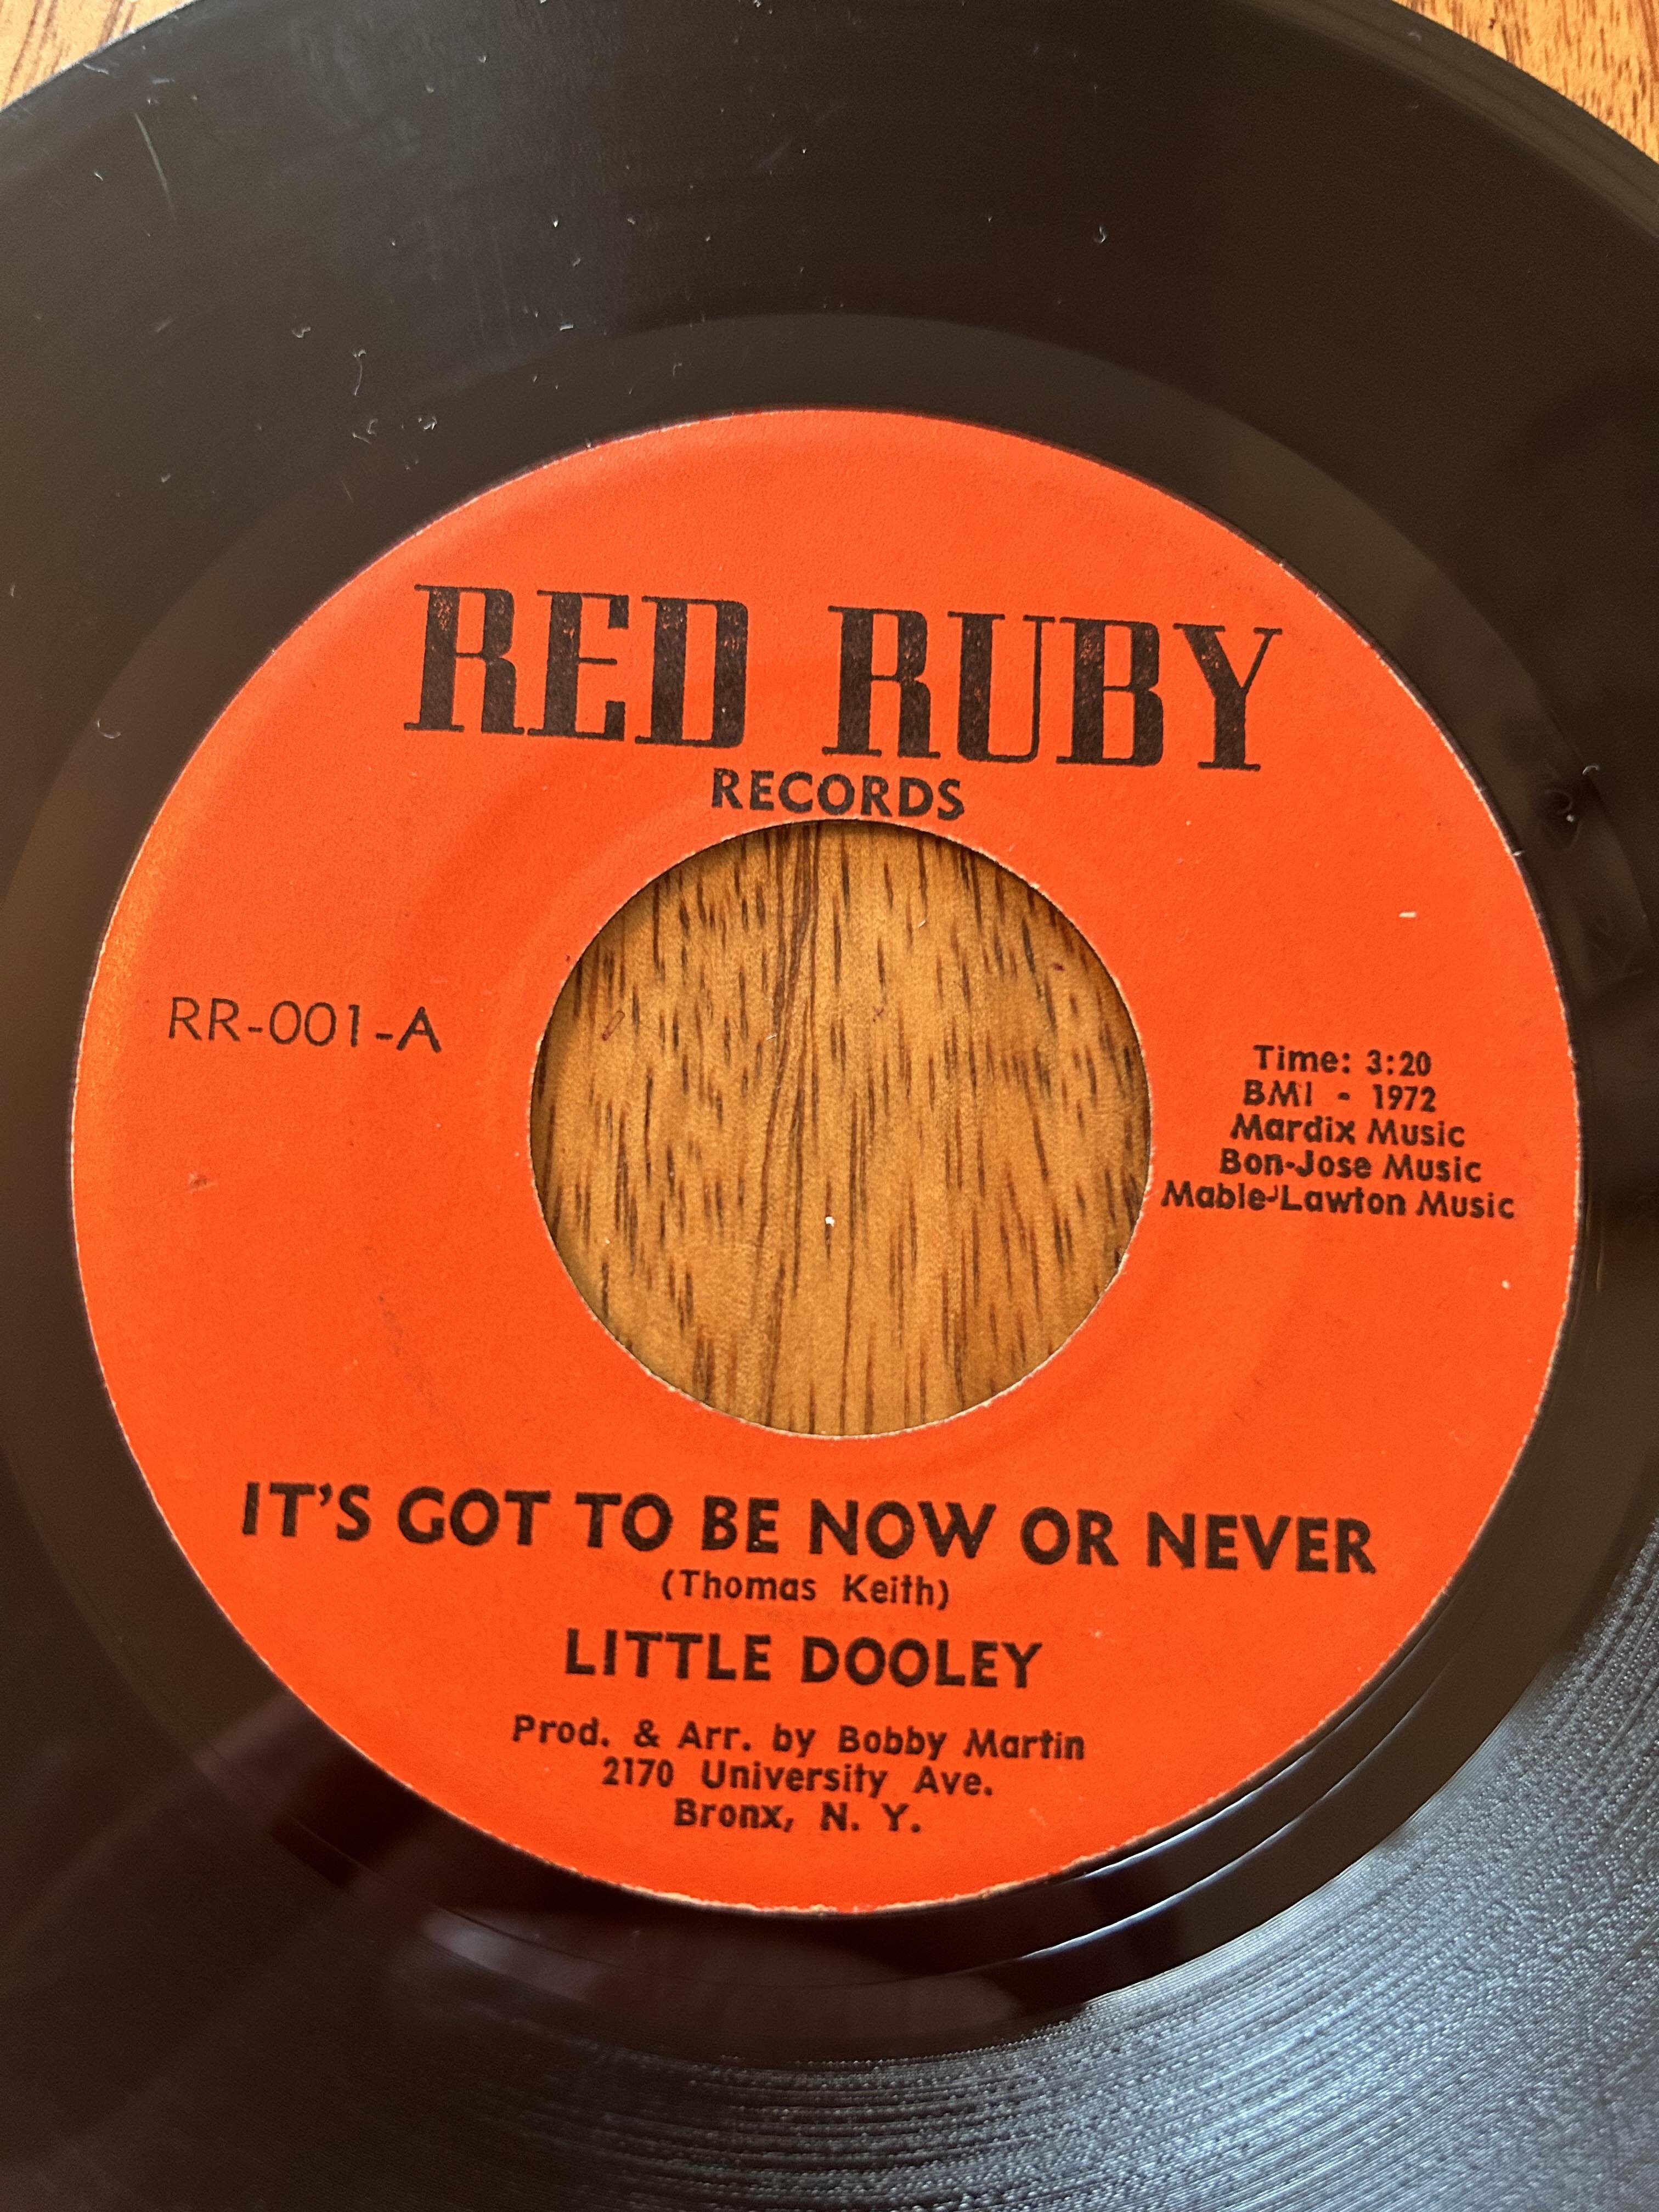 RED RUBY
RECORDS
RR-001-A
Time: 3:20
BMI - 1972
Mardix Music
Bon-Jose Music
Mable-Lawton Music
IT'S GOT TO BE NOW OR NEVER
(Thomas Keith)
LITTLE DOOLEY
Prod. & Arr. by Bobby Martin
2170 University Ave.
Bronx, N. Y.